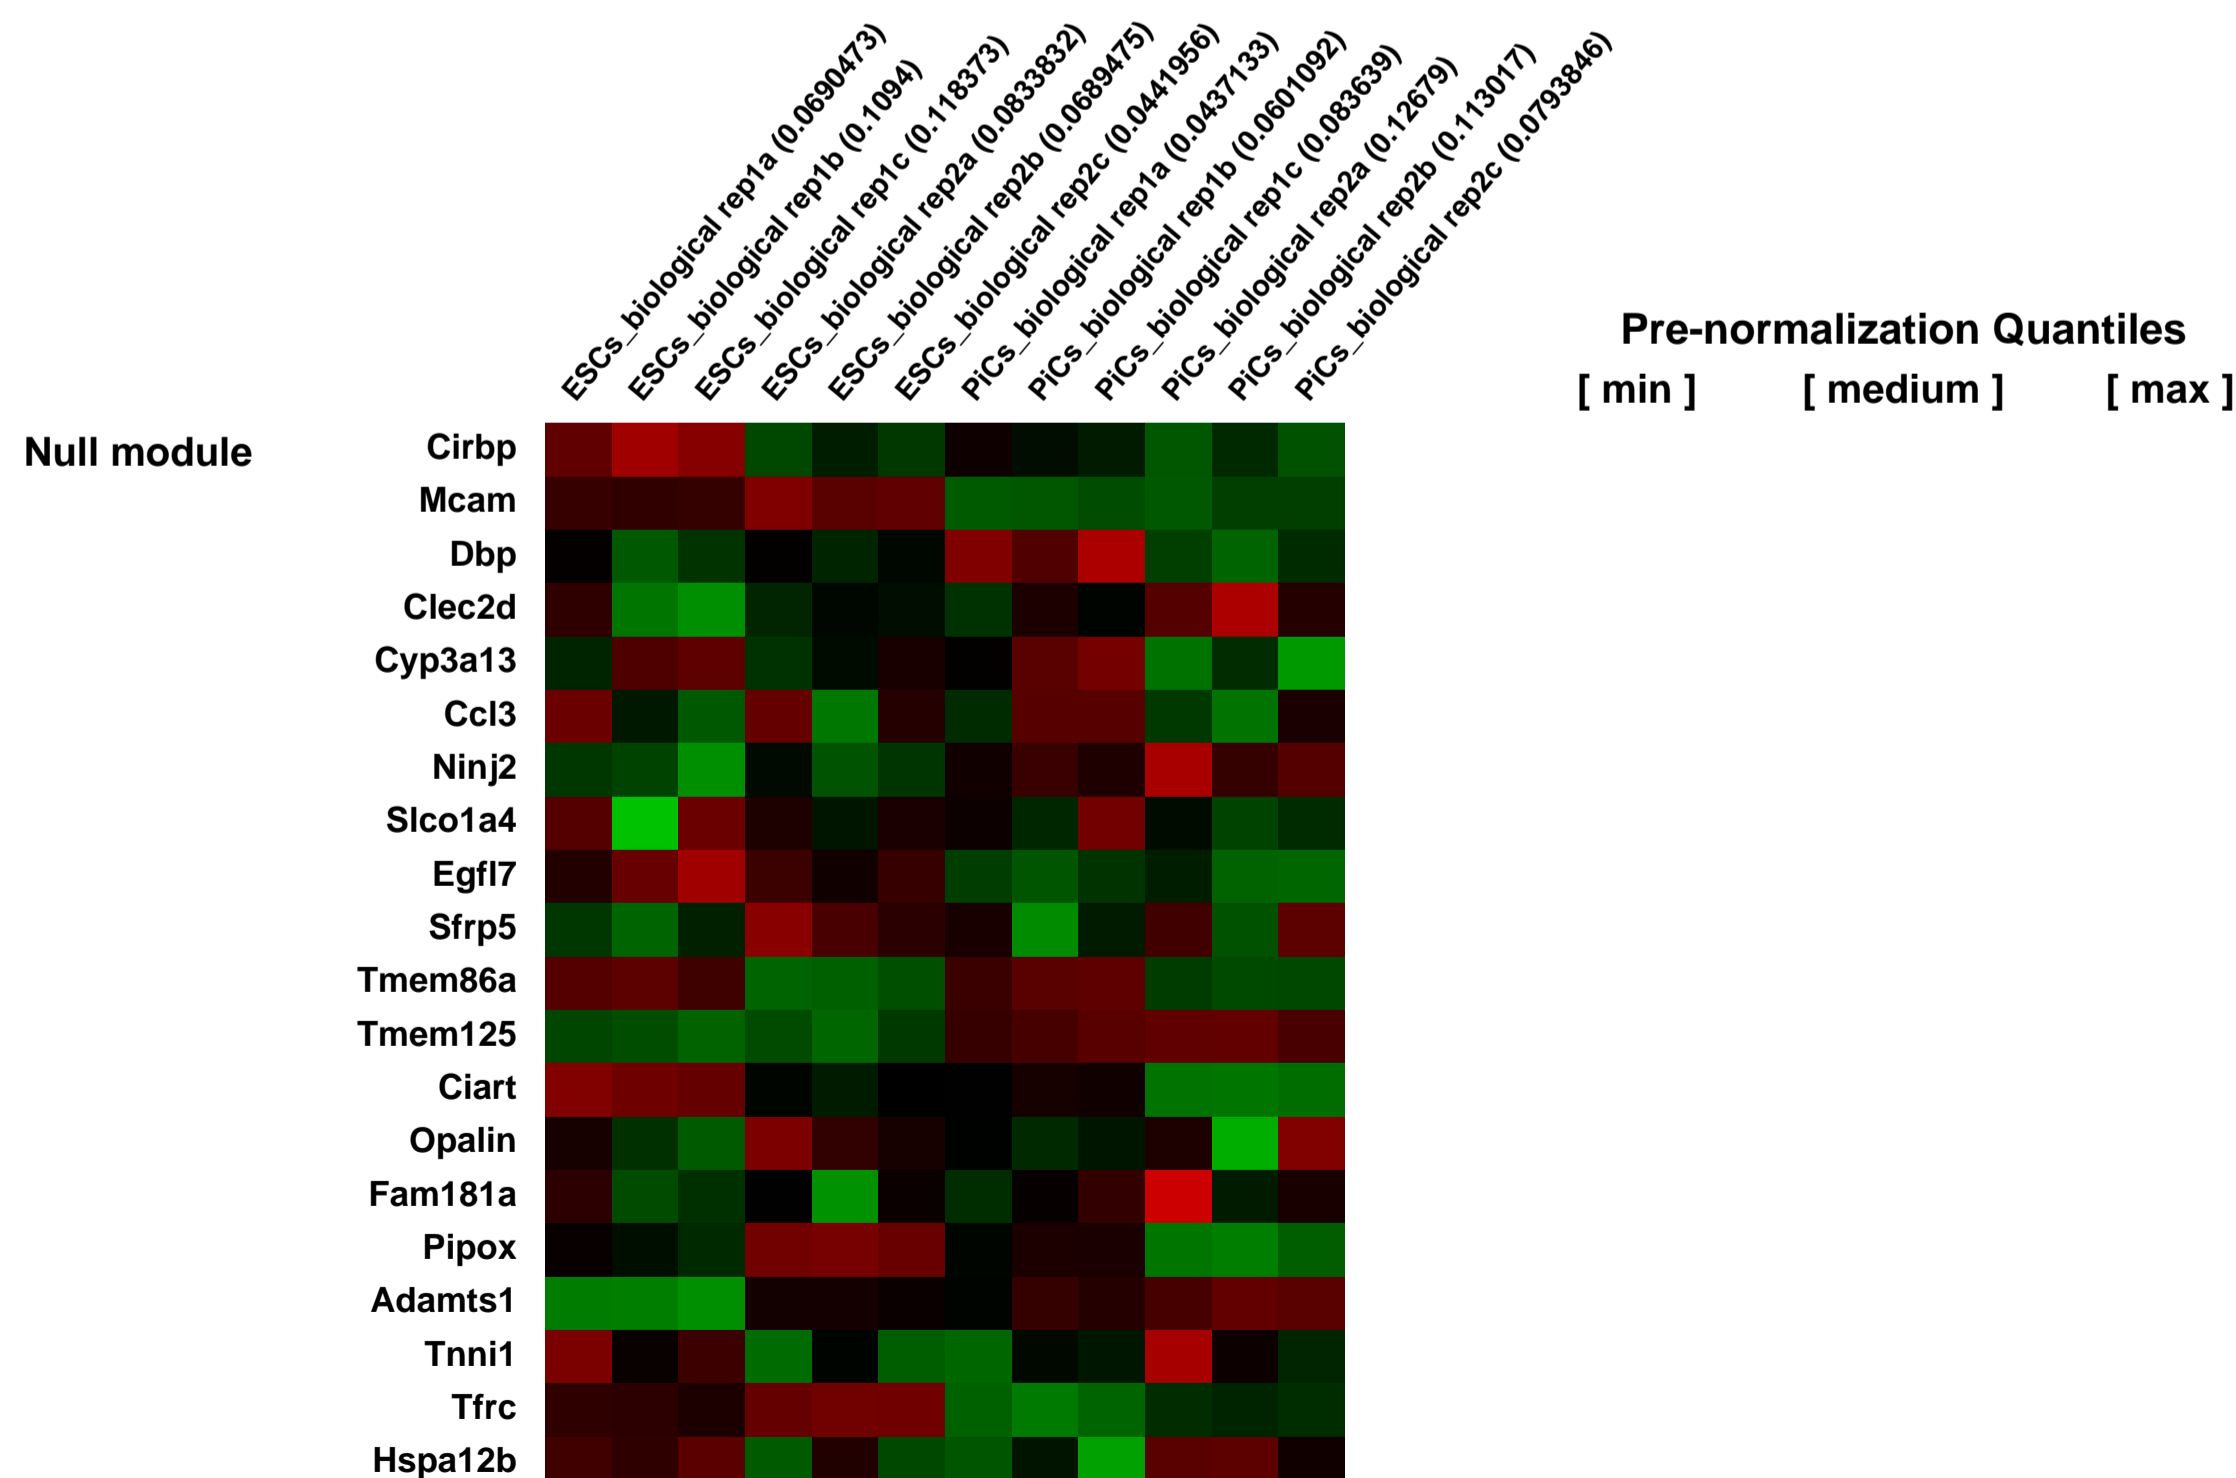 ESCs_biological rep1a (0.0690473)
ESCs_biological rep1b (0.1094)
ESCs_biological rep1c (0.118373)
ESCs_biological rep2a (0.0833832)
ESCs_biological rep2b (0.0689475)
ESCs_biological rep2c (0.0441956)
PiCs_biological rep1a (0.0437133)
PiCs_biological rep1b (0.0601092)
PiCs_biological rep1c (0.083639)
PiCs_biological rep2a (0.12679)
PiCs_biological rep2b (0.113017)
PiCs_biological rep2c (0.0793846)
Pre-normalization Quantiles
[ min ] [ medium ] [ max ]
Null module
Cirbp
Mcam
Dbp
Clec2d
Cyp3a13
Ccl3
Ninj2
Slco1a4
Egfl7
Sfrp5
Tmem86a
Tmem125
Ciart
Opalin
Fam181a
Pipox
Adamts1
Tnni1
Tfrc
Hspa12b